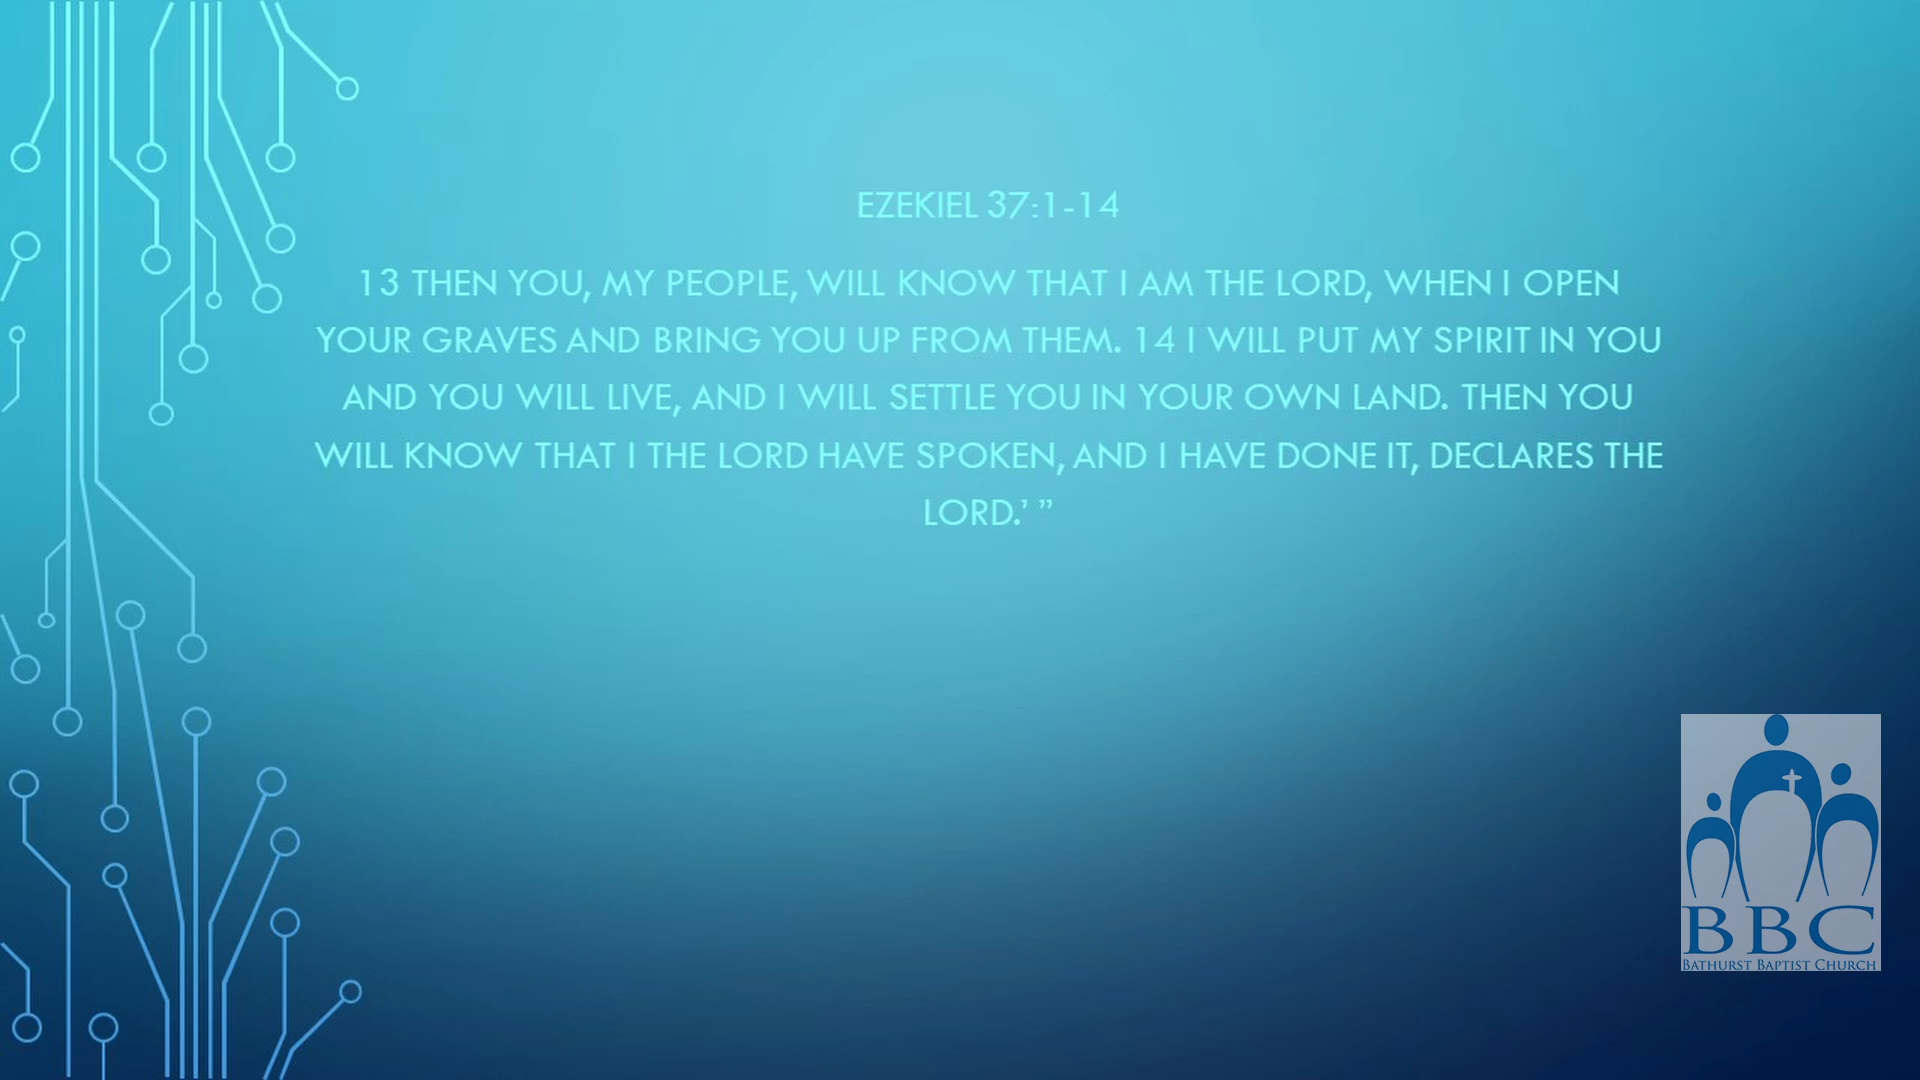 EZEKIEL 37:1-14
13 THEN YOU, MY PEOPLE, WILL KNOW THAT I AM THE LORD, WHEN I OPEN
YOUR GRAVES AND BRING YOU UP FROM THEM. 14 I WILL PUT MY SPIRIT IN YOU
AND YOU WILL LIVE, AND I WILL SETTLE YOU IN YOUR OWN LAND. THEN YOU
WILL KNOW THAT I THE LORD HAVE SPOKEN, AND I HAVE DONE IT, DECLARES THE
LORD.’ ”
BBC
BATHURST BAPTIST CHURCH